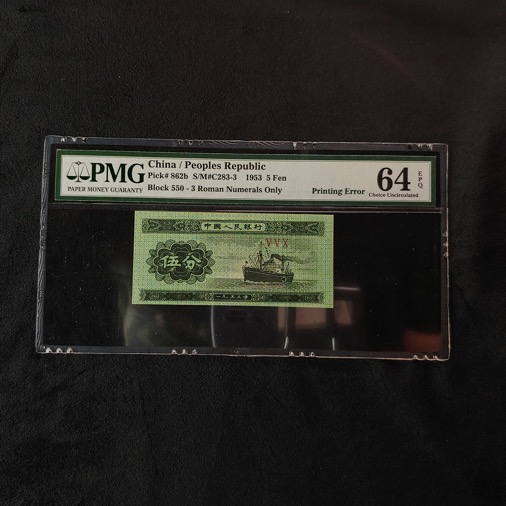 PMG
PAPER MONEY GUARANTY
China / Peoples Republic
Pick# 862b S/M#C283-3 1953 5 Fen
Block 550 - 3 Roman Numerals Only
Printing Error
64 EPQ
Choice Uncirculated
中國人民銀行
VVX
伍分
一九五三年